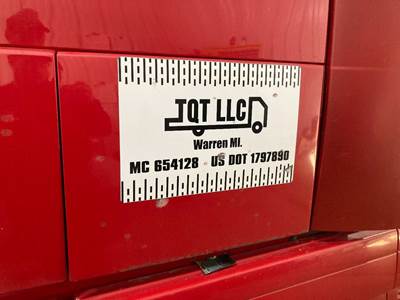 TQT LLC
Warren MI.
MC 654128 US DOT 1797890